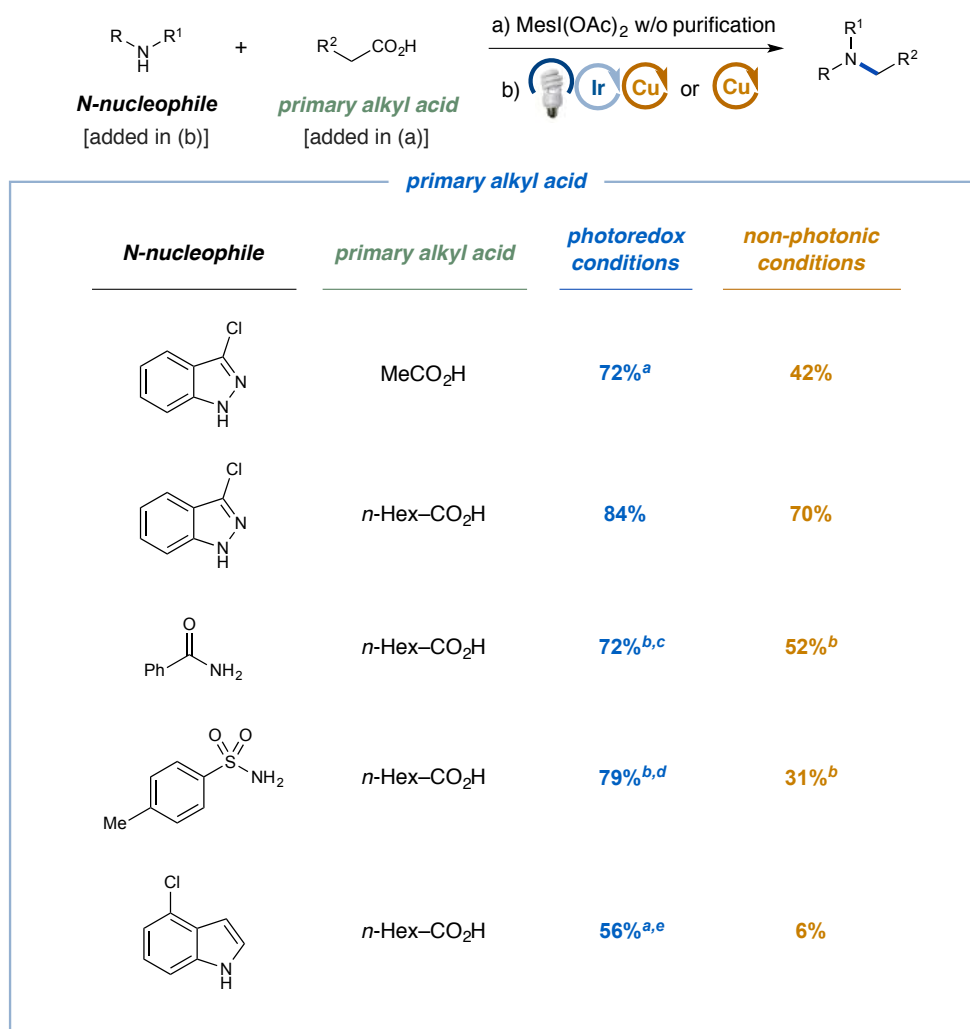 R R¹ N H + R² CO₂H a) MesI(OAc)₂ w/o purification R¹ N R R²
b) Ir Cu or Cu
N-nucleophile primary alkyl acid
[added in (b)] [added in (a)]
primary alkyl acid
N-nucleophile primary alkyl acid photoredox conditions non-photonic conditions
Cl N N H MeCO₂H 72%ᵃ 42%
Cl N N H n-Hex–CO₂H 84% 70%
O Ph NH₂ n-Hex–CO₂H 72%ᵇ,ᶜ 52%ᵇ
O O S NH₂ Me n-Hex–CO₂H 79%ᵇ,ᵈ 31%ᵇ
Cl N H n-Hex–CO₂H 56%ᵃ,ᵉ 6%